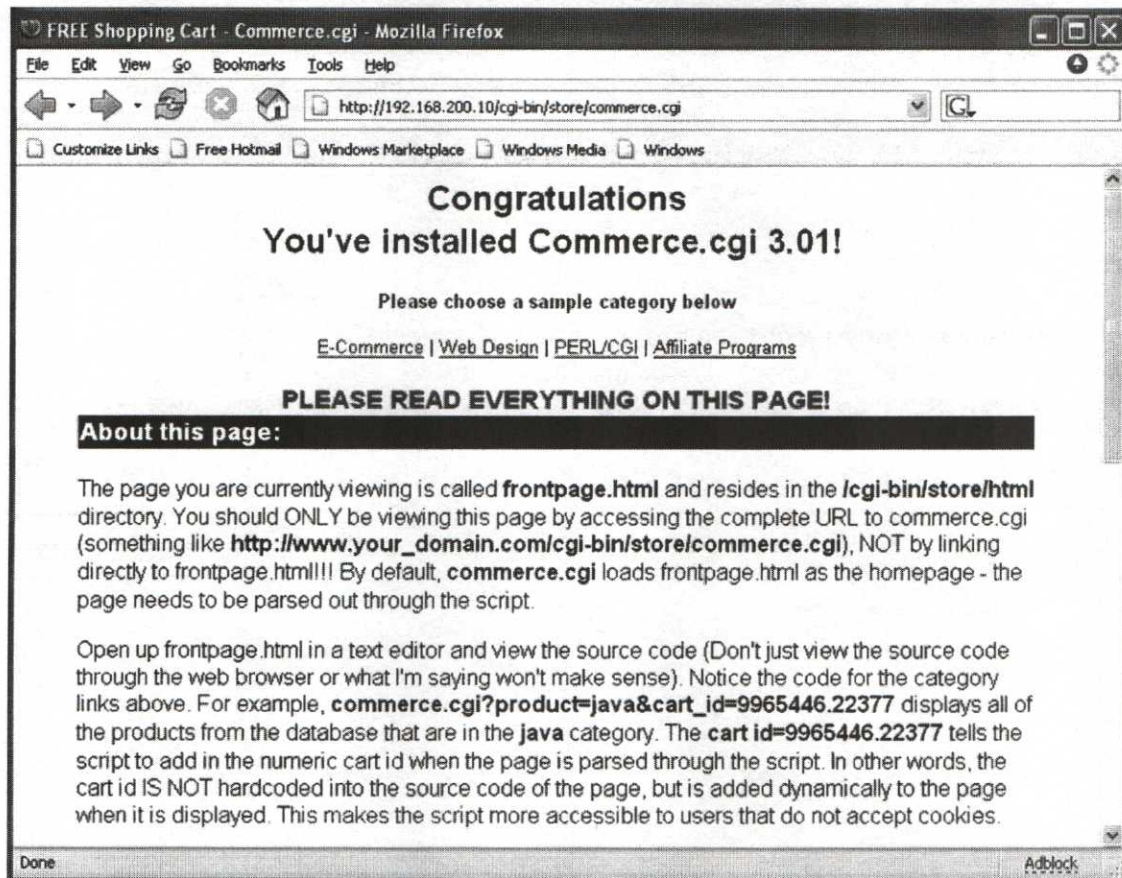 FREE Shopping Cart - Commerce.cgi - Mozilla Firefox
File Edit View Go Bookmarks Tools Help
http://192.168.200.10/cgi-bin/store/commerce.cgi G
Customize Links Free Hotmail Windows Marketplace Windows Media Windows
Congratulations
You've installed Commerce.cgi 3.01!
Please choose a sample category below
E-Commerce | Web Design | PERL/CGI | Affiliate Programs
PLEASE READ EVERYTHING ON THIS PAGE!
About this page:
The page you are currently viewing is called frontpage.html and resides in the /cgi-bin/store/html
directory. You should ONLY be viewing this page by accessing the complete URL to commerce.cgi
(something like http://www.your_domain.com/cgi-bin/store/commerce.cgi), NOT by linking
directly to frontpage.html!!! By default, commerce.cgi loads frontpage.html as the homepage - the
page needs to be parsed out through the script.
Open up frontpage.html in a text editor and view the source code (Don't just view the source code
through the web browser or what I'm saying won't make sense). Notice the code for the category
links above. For example, commerce.cgi?product=java&cart_id=9965446.22377 displays all of
the products from the database that are in the java category. The cart id=9965446.22377 tells the
script to add in the numeric cart id when the page is parsed through the script. In other words, the
cart id IS NOT hardcoded into the source code of the page, but is added dynamically to the page
when it is displayed. This makes the script more accessible to users that do not accept cookies.
Done Adblock